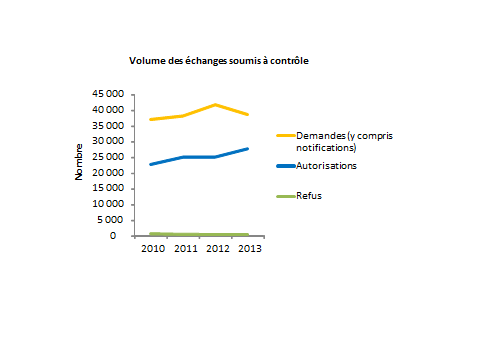 Volume des échanges soumis à contrôle
45 000
40 000
35 000
30 000
25 000
20 000
15 000
10 000
5 000
0
Nombre
2010 2011 2012 2013
Demandes (y compris
notifications)
Autorisations
Refus